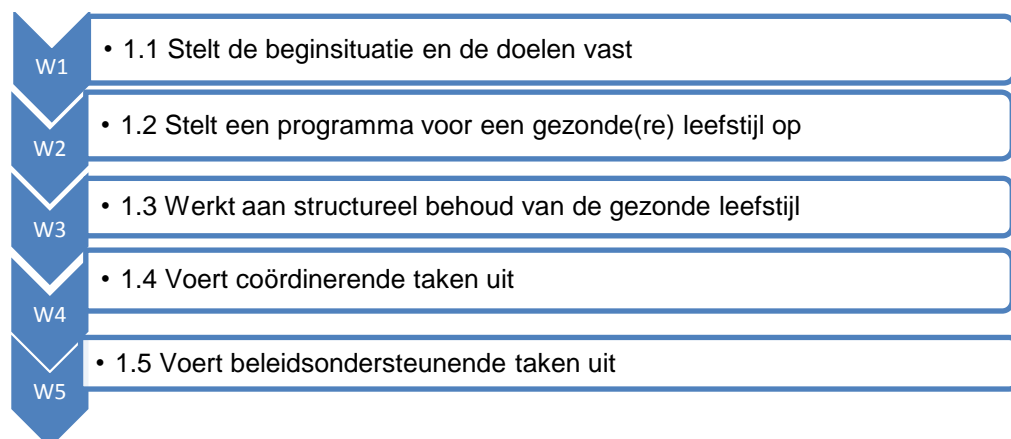 W1
• 1.1 Stelt de beginsituatie en de doelen vast
W2
• 1.2 Stelt een programma voor een gezonde(re) leefstijl op
W3
• 1.3 Werkt aan structureel behoud van de gezonde leefstijl
W4
• 1.4 Voert coördinerende taken uit
W5
• 1.5 Voert beleidsondersteunende taken uit